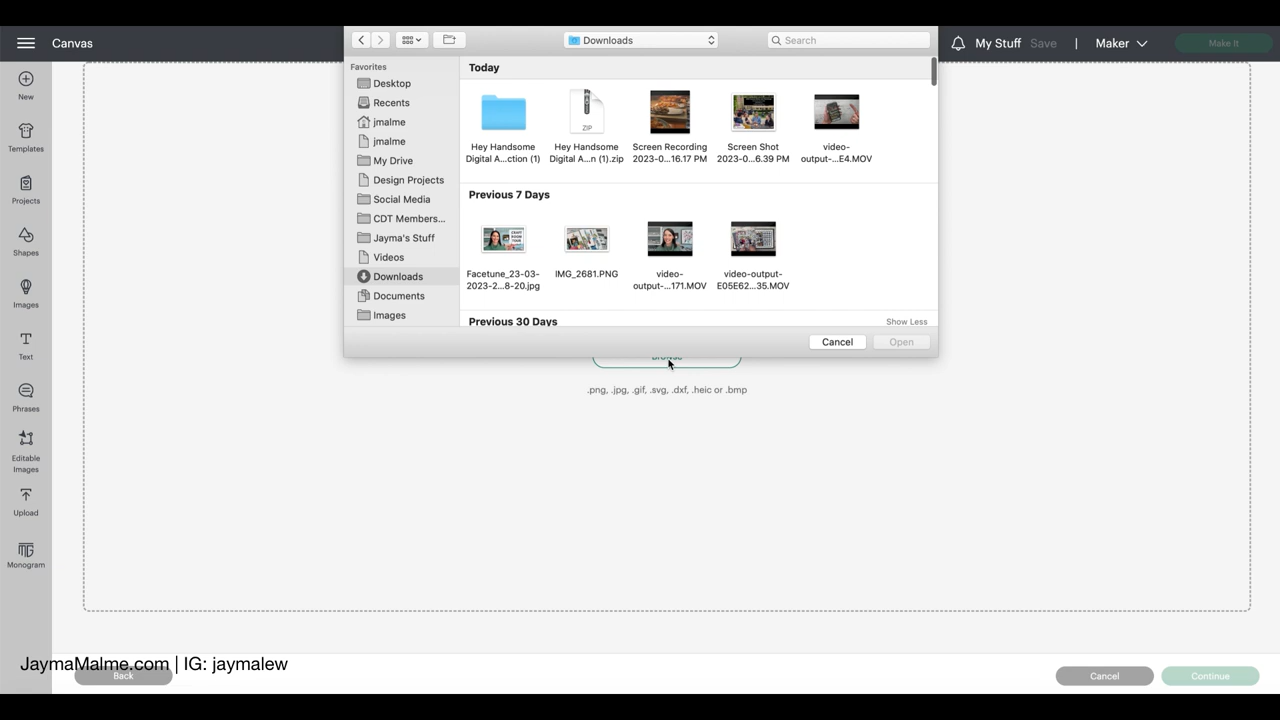 Canvas
Downloads
Search
My Stuff Save | Maker
Make It
New
Templates
Projects
Shapes
Images
Text
Phrases
Editable
Images
Upload
Monogram
Favorites
Desktop
Recents
jmalme
jmalme
My Drive
Design Projects
Social Media
CDT Members...
Jayma's Stuff
Videos
Downloads
Documents
Images
Today
ZIP
Hey Handsome
Digital A...ction (1)
Hey Handsome
Digital A...n (1).zip
Screen Recording
2023-0...16.17 PM
Screen Shot
2023-0...6.39 PM
video-
output-...E4.MOV
Previous 7 Days
Facetune_23-03-
2023-2...8-20.jpg
IMG_2681.PNG
video-
output-...171.MOV
video-output-
E05E62...35.MOV
Previous 30 Days
Show Less
Cancel
Open
Browse
.png, .jpg, .gif, .svg, .dxf, .heic or .bmp
JaymaMalme.com | IG: jaymalew
Back
Cancel
Continue